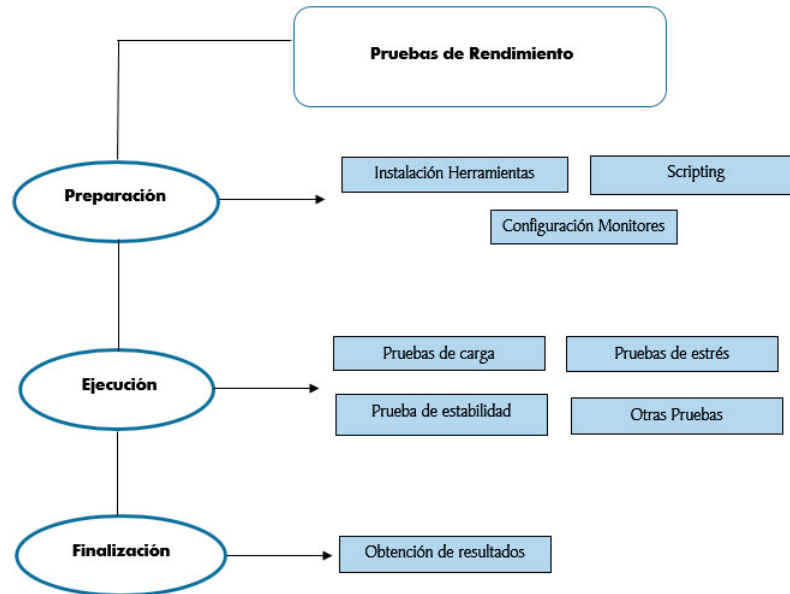 Pruebas de Rendimiento
Preparación
Instalación Herramientas
Scripting
Configuración Monitores
Ejecución
Pruebas de carga
Pruebas de estrés
Prueba de estabilidad
Otras Pruebas
Finalización
Obtención de resultados